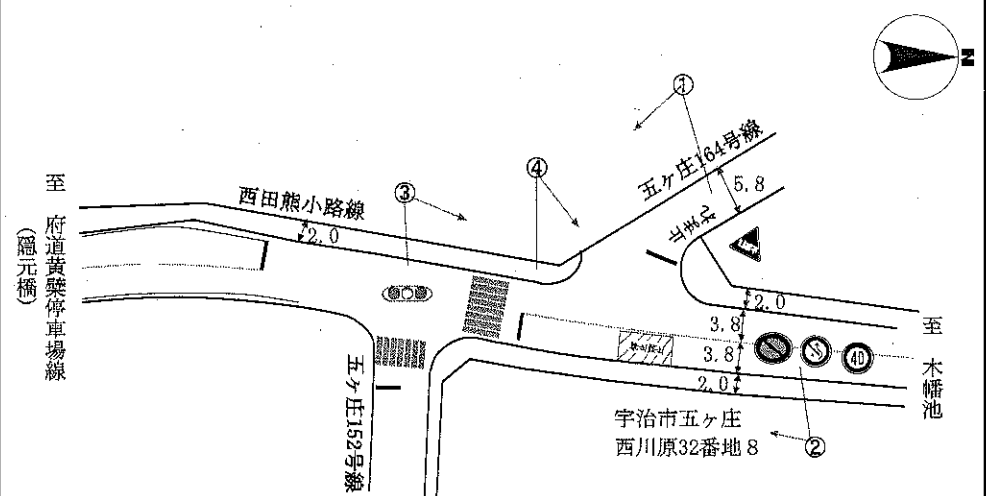 N
①
五ヶ庄164号線
5.8
④
③
西田熊小路線
2.0
至 府道黄檗停車場線
(隠元橋)
止まれ
2.0
3.8
3.8
2.0
40
至 木幡池
五ヶ庄152号線
宇治市五ヶ庄
西川原32番地8
②